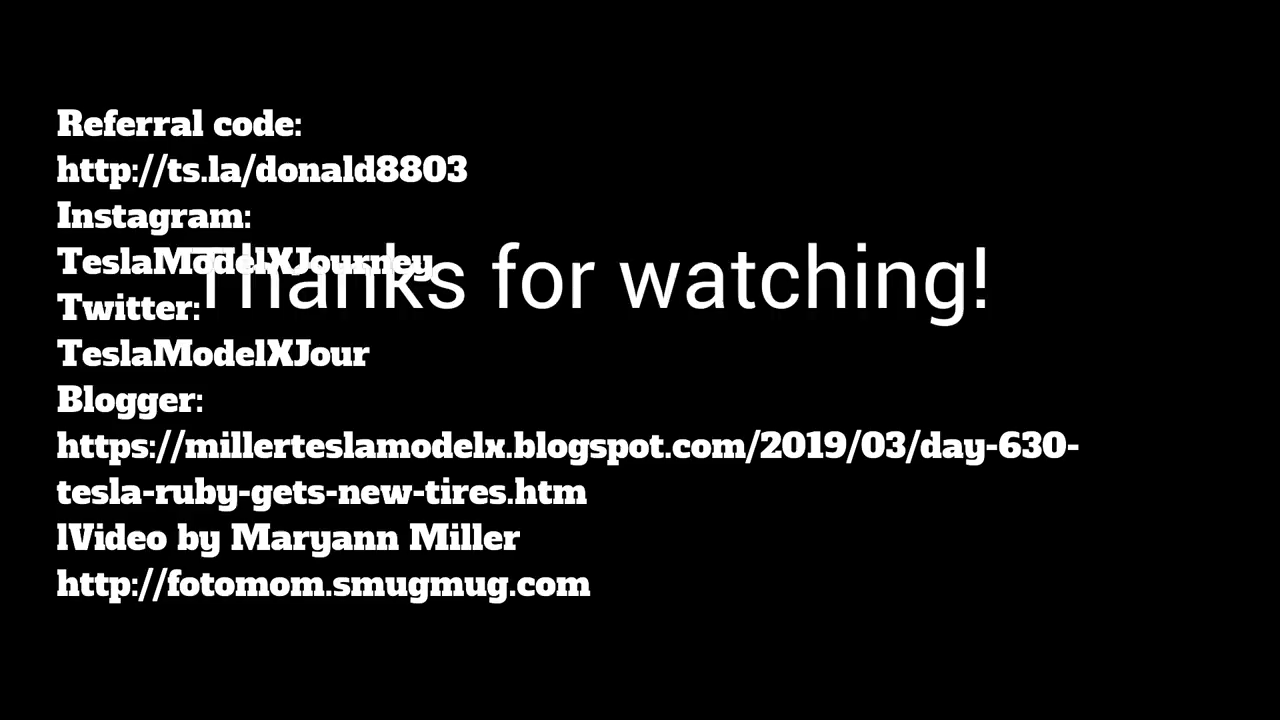 Referral code:
http://ts.la/donald8803
Instagram:
TeslaModelXJourney
Thanks for watching!
Twitter:
TeslaModelXJour
Blogger:
https://millerteslamodelx.blogspot.com/2019/03/day-630-
tesla-ruby-gets-new-tires.htm
lVideo by Maryann Miller
http://fotomom.smugmug.com